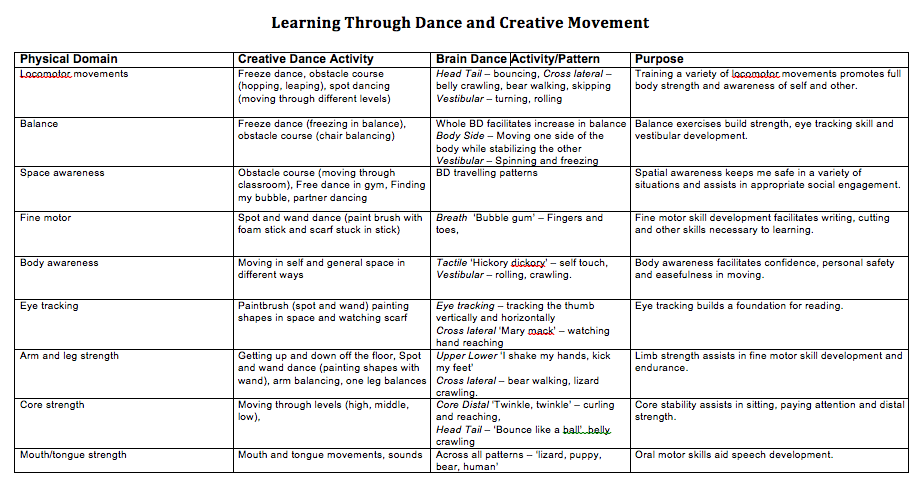 Learning Through Dance and Creative Movement
Physical Domain
Creative Dance Activity
Brain Dance Activity/Pattern
Purpose
Locomotor movements
Freeze dance, obstacle course
(hopping, leaping), spot dancing
(moving through different levels)
Head Tail – bouncing, Cross lateral –
belly crawling, bear walking, skipping
Vestibular – turning, rolling
Training a variety of locomotor movements promotes full
body strength and awareness of self and other.
Balance
Freeze dance (freezing in balance),
obstacle course (chair balancing)
Whole BD facilitates increase in balance
Body Side – Moving one side of the
body while stabilizing the other
Vestibular – Spinning and freezing
Balance exercises build strength, eye tracking skill and
vestibular development.
Space awareness
Obstacle course (moving through
classroom), Free dance in gym, Finding
my bubble, partner dancing
BD travelling patterns
Spatial awareness keeps me safe in a variety of
situations and assists in appropriate social engagement.
Fine motor
Spot and wand dance (paint brush with
foam stick and scarf stuck in stick)
Breath ‘Bubble gum’ – Fingers and
toes,
Fine motor skill development facilitates writing, cutting
and other skills necessary to learning.
Body awareness
Moving in self and general space in
different ways
Tactile ‘Hickory dickory’ – self touch,
Vestibular – rolling, crawling.
Body awareness facilitates confidence, personal safety
and easefulness in moving.
Eye tracking
Paintbrush (spot and wand) painting
shapes in space and watching scarf
Eye tracking – tracking the thumb
vertically and horizontally
Cross lateral ‘Mary mack’ – watching
hand reaching
Eye tracking builds a foundation for reading.
Arm and leg strength
Getting up and down off the floor, Spot
and wand dance (painting shapes with
wand), arm balancing, one leg balances
Upper Lower ‘I shake my hands, kick
my feet’
Cross lateral – bear walking, lizard
crawling.
Limb strength assists in fine motor skill development and
endurance.
Core strength
Moving through levels (high, middle,
low),
Core Distal ‘Twinkle, twinkle’ – curling
and reaching,
Head Tail – ‘Bounce like a ball’, belly
crawling
Core stability assists in sitting, paying attention and distal
strength.
Mouth/tongue strength
Mouth and tongue movements, sounds
Across all patterns – ‘lizard, puppy,
bear, human’
Oral motor skills aid speech development.